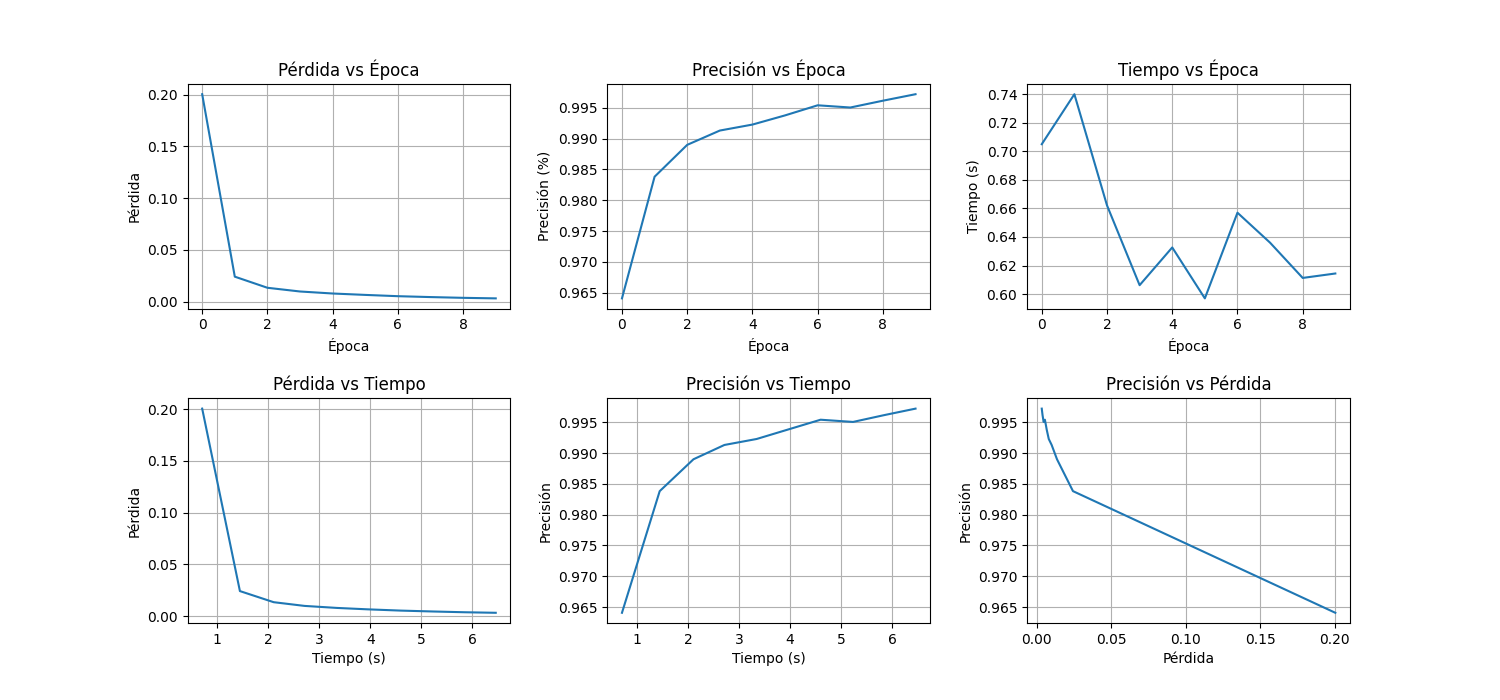 Pérdida vs Época
Pérdida
0.20
0.15
0.10
0.05
0.00
0 2 4 6 8
Época
Precisión vs Época
Precisión (%)
0.995
0.990
0.985
0.980
0.975
0.970
0.965
0 2 4 6 8
Época
Tiempo vs Época
Tiempo (s)
0.74
0.72
0.70
0.68
0.66
0.64
0.62
0.60
0 2 4 6 8
Época
Pérdida vs Tiempo
Pérdida
0.20
0.15
0.10
0.05
0.00
1 2 3 4 5 6
Tiempo (s)
Precisión vs Tiempo
Precisión
0.995
0.990
0.985
0.980
0.975
0.970
0.965
1 2 3 4 5 6
Tiempo (s)
Precisión vs Pérdida
Precisión
0.995
0.990
0.985
0.980
0.975
0.970
0.965
0.00 0.05 0.10 0.15 0.20
Pérdida